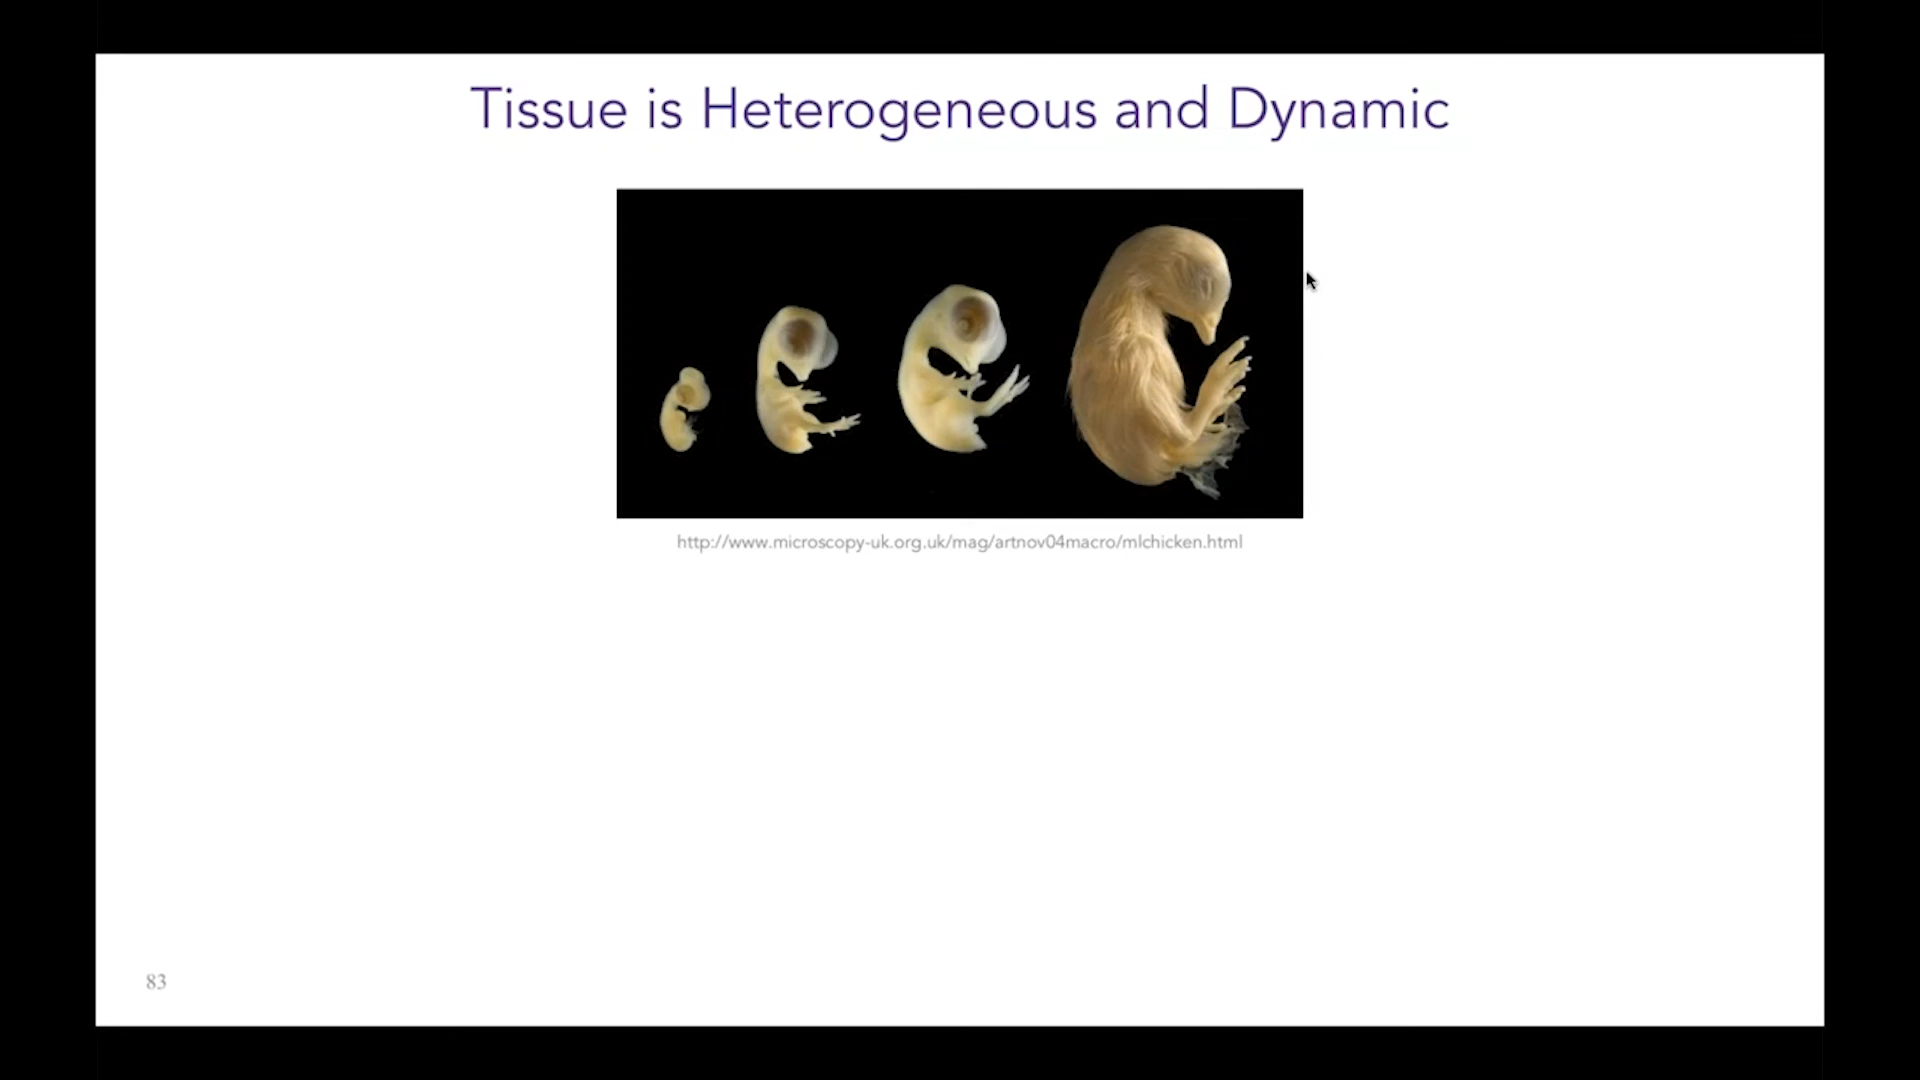 Tissue is Heterogeneous and Dynamic
http://www.microscopy-uk.org.uk/mag/artnov04macro/mlchicken.html
83